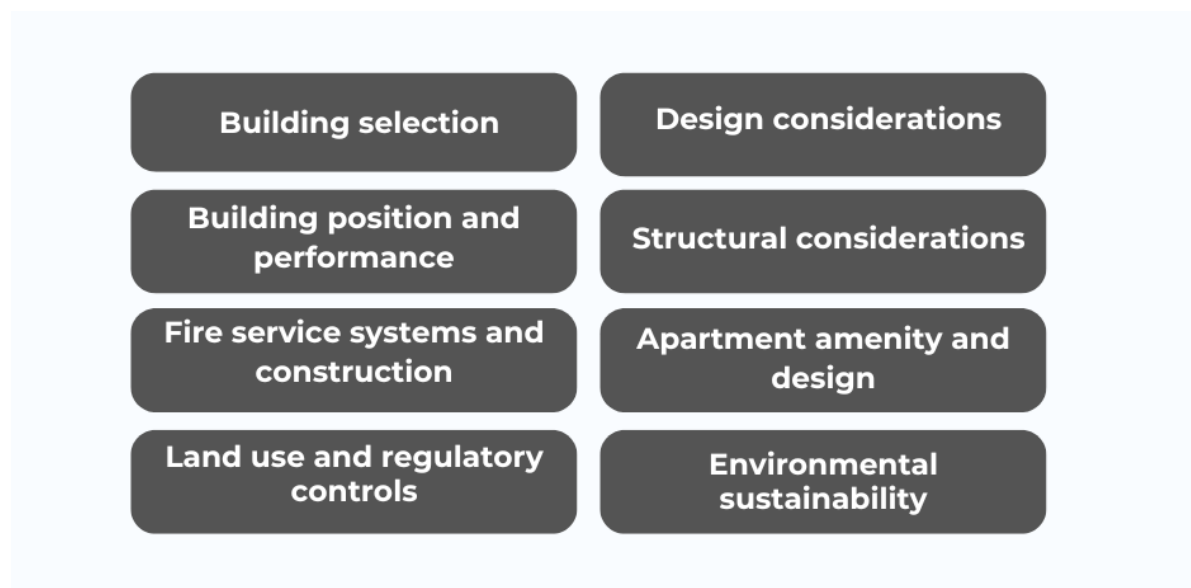 Building selection
Design considerations
Building position and
performance
Structural considerations
Fire service systems and
construction
Apartment amenity and
design
Land use and regulatory
controls
Environmental
sustainability